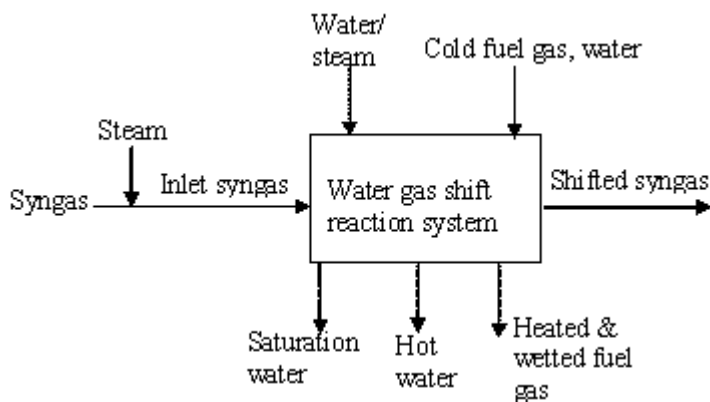 Water/
steam
Cold fuel gas, water
Steam
Syngas
Inlet syngas
Water gas shift
reaction system
Shifted syngas
Saturation
water
Hot
water
Heated &
wetted fuel
gas